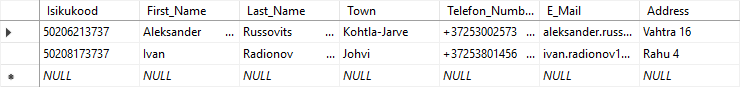 Isikukood First_Name Last_Name Town Telefon_Numb... E_Mail Address
50206213737 Aleksander ... Russovits ... Kohtla-Jarve +37253002573 ... aleksander.russ... Vahtra 16
50208173737 Ivan ... Radionov ... Johvi +37253801456 ... ivan.radionov1... Rahu 4
NULL NULL NULL NULL NULL NULL NULL